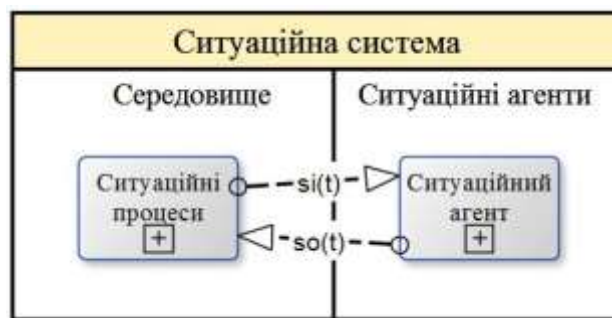 Ситуаційна система
Середовище
Ситуаційні агенти
Ситуаційні
процеси
si(t)
Ситуаційний
агент
so(t)